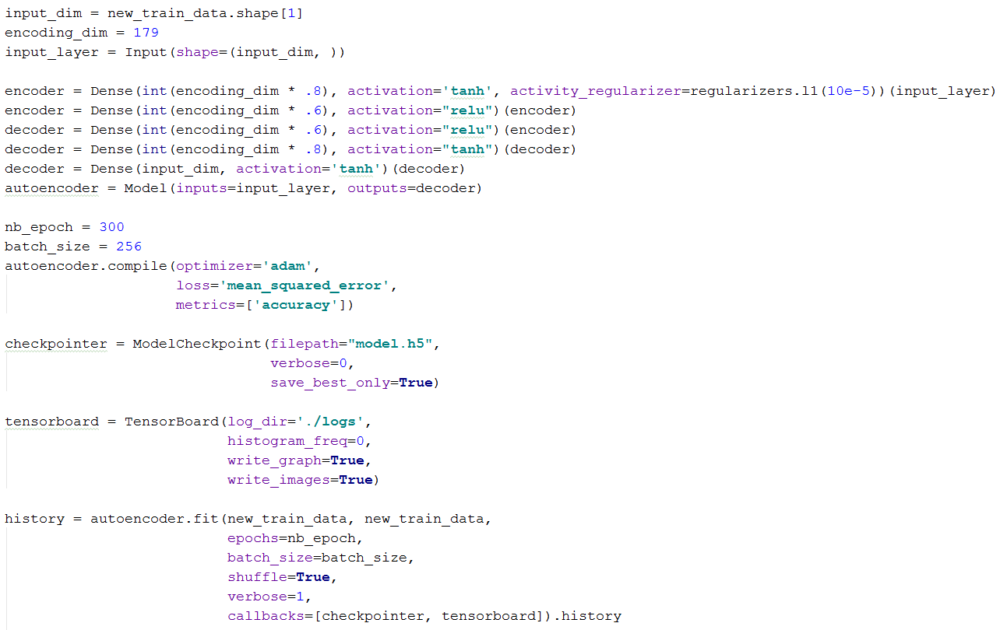 input_dim = new_train_data.shape[1]
encoding_dim = 179
input_layer = Input(shape=(input_dim, ))

encoder = Dense(int(encoding_dim * .8), activation='tanh', activity_regularizer=regularizers.l1(10e-5))(input_layer)
encoder = Dense(int(encoding_dim * .6), activation="relu")(encoder)
decoder = Dense(int(encoding_dim * .6), activation="relu")(encoder)
decoder = Dense(int(encoding_dim * .8), activation="tanh")(decoder)
decoder = Dense(input_dim, activation='tanh')(decoder)
autoencoder = Model(inputs=input_layer, outputs=decoder)

nb_epoch = 300
batch_size = 256
autoencoder.compile(optimizer='adam',
                    loss='mean_squared_error',
                    metrics=['accuracy'])

checkpointer = ModelCheckpoint(filepath="model.h5",
                               verbose=0,
                               save_best_only=True)

tensorboard = TensorBoard(log_dir='./logs',
                          histogram_freq=0,
                          write_graph=True,
                          write_images=True)

history = autoencoder.fit(new_train_data, new_train_data,
                          epochs=nb_epoch,
                          batch_size=batch_size,
                          shuffle=True,
                          verbose=1,
                          callbacks=[checkpointer, tensorboard]).history